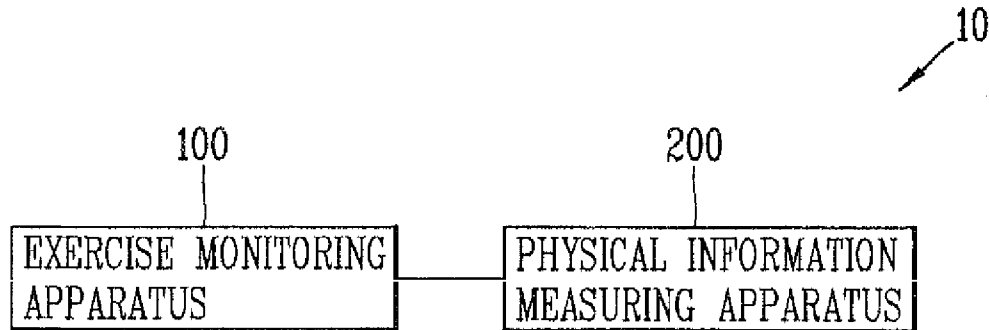 10
100
200
EXERCISE MONITORING
APPARATUS
PHYSICAL INFORMATION
MEASURING APPARATUS